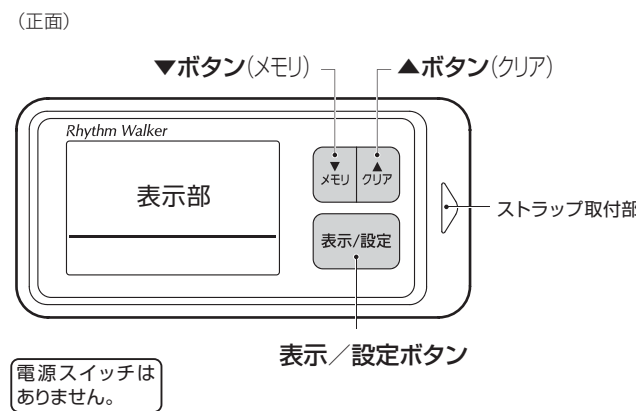 （正面）
▼ボタン（メモリ）
▲ボタン（クリア）
Rhythm Walker
表示部
▼
メモリ
▲
クリア
表示/設定
ストラップ取付部
表示／設定ボタン
電源スイッチは
ありません。